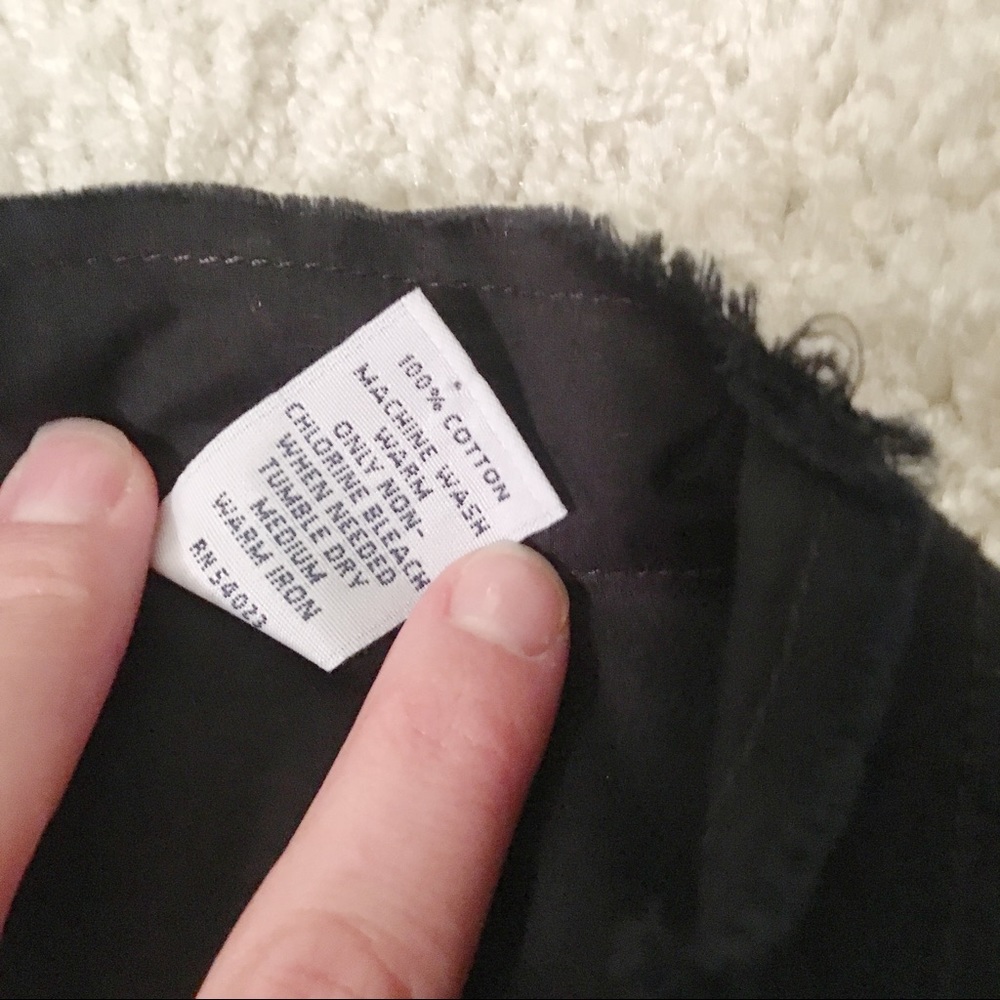 100% COTTON
MACHINE WASH
WARM
ONLY NON-
CHLORINE BLEACH
WHEN NEEDED
TUMBLE DRY
MEDIUM
WARM IRON
RN 54023